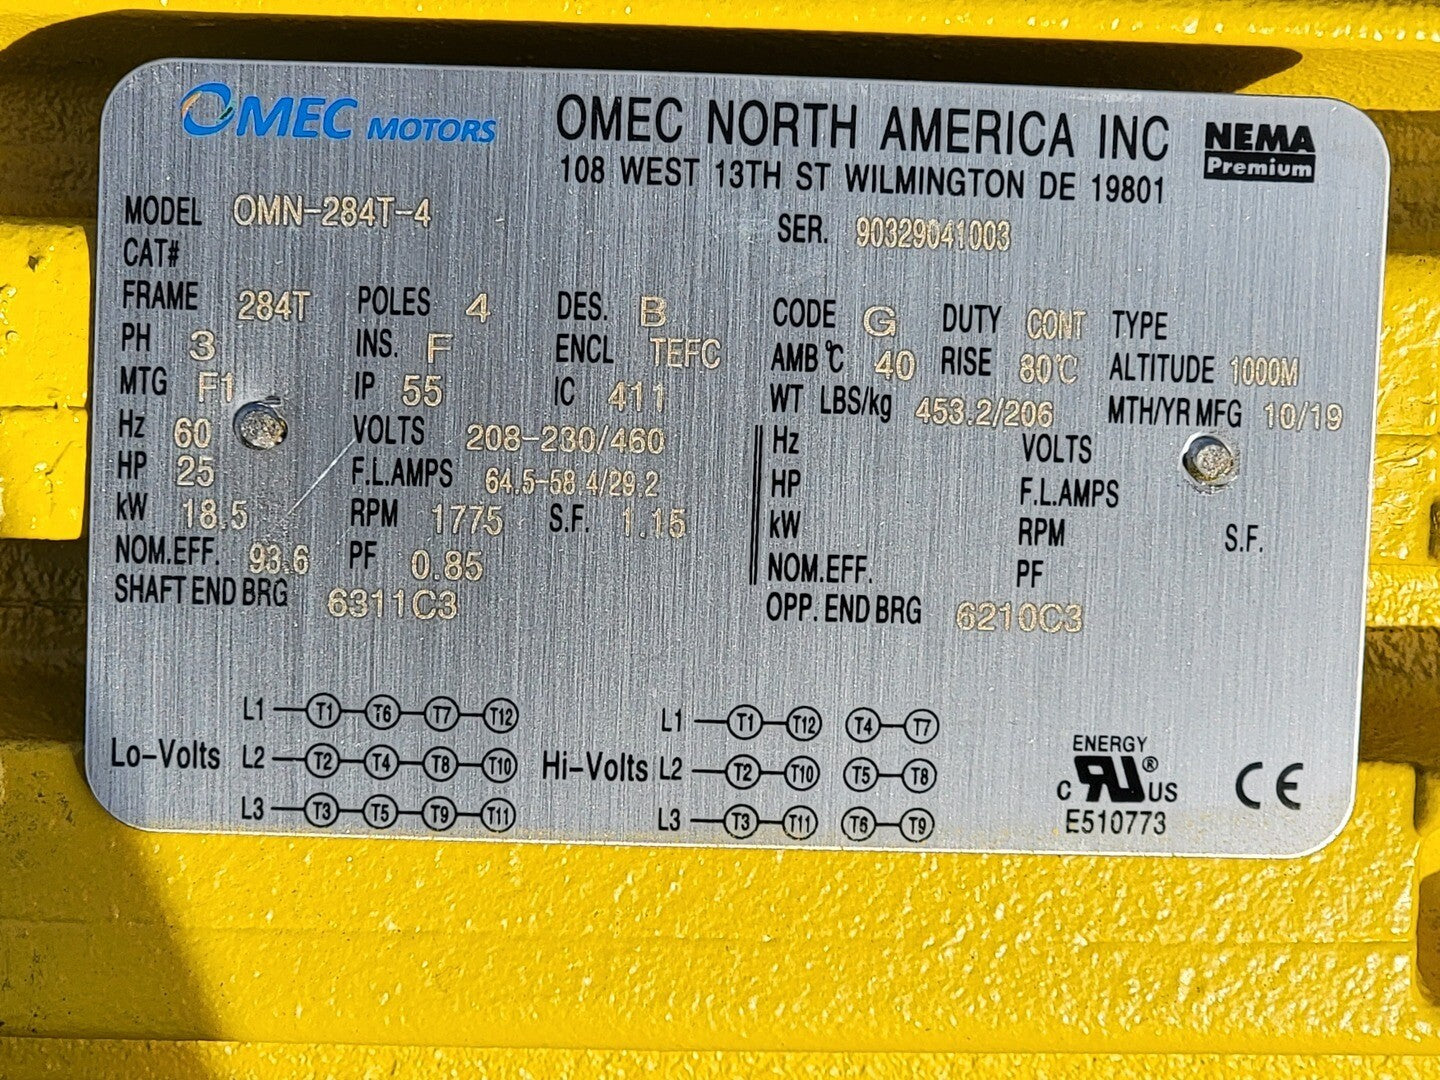 OMEC MOTORS
OMEC NORTH AMERICA INC
108 WEST 13TH ST WILMINGTON DE 19801
NEMA
Premium
MODEL OMN-284T-4 SER. 90329041003
CAT#
FRAME 284T POLES 4 DES. B CODE G DUTY CONT TYPE
PH 3 INS. F ENCL TEFC AMB°C 40 RISE 80°C ALTITUDE 1000M
MTG F1 IP 55 IC 411 WT LBS/kg 453.2/206 MTH/YR MFG 10/19
Hz 60 VOLTS 208-230/460 Hz VOLTS
HP 25 F.L.AMPS 64.5-58.4/29.2 HP F.L.AMPS
kW 18.5 RPM 1775 S.F. 1.15 kW RPM S.F.
NOM.EFF. 93.6 PF 0.85 NOM.EFF. PF
SHAFT END BRG 6311C3 OPP. END BRG 6210C3
L1 T1 T6 T7 T12 L1 T1 T12 T4 T7
Lo-Volts L2 T2 T4 T8 T10 Hi-Volts L2 T2 T10 T5 T8
L3 T3 T5 T9 T11 L3 T3 T11 T6 T9
ENERGY
c RU ® US
E510773
CE